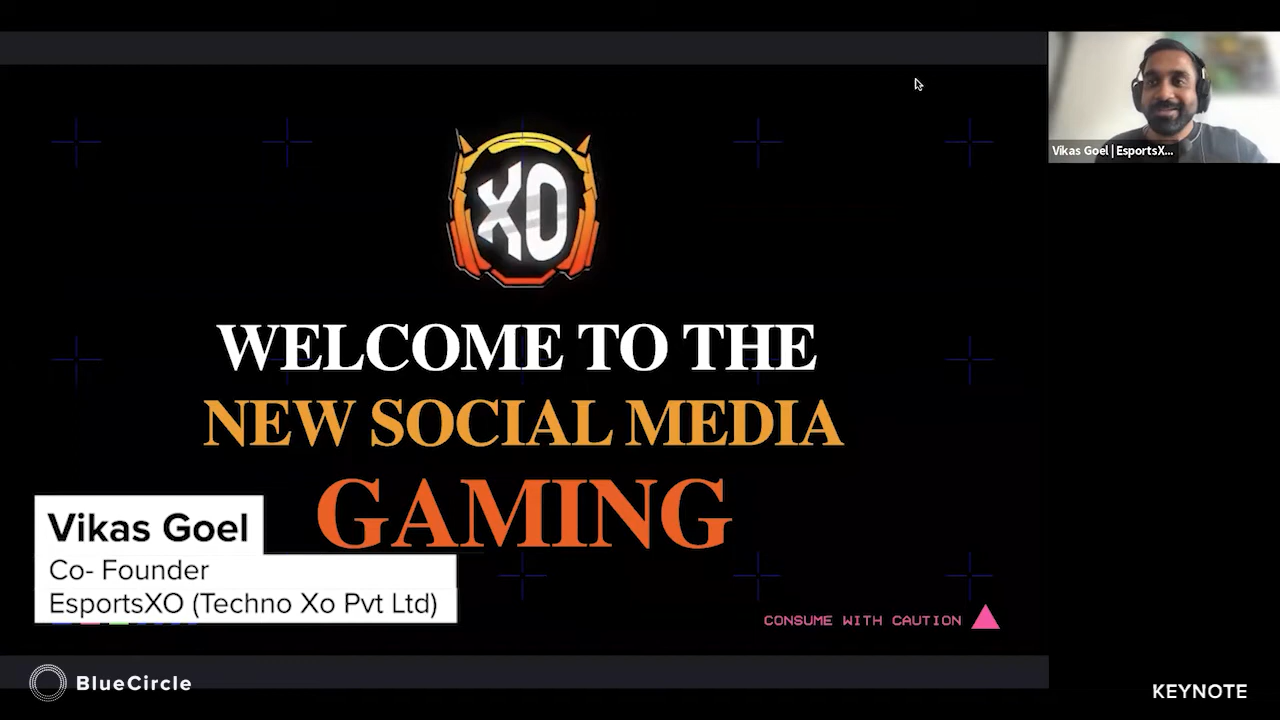 Vikas Goel | EsportsX...
XO
WELCOME TO THE
NEW SOCIAL MEDIA
GAMING
Vikas Goel
Co- Founder
EsportsXO (Techno Xo Pvt Ltd)
CONSUME WITH CAUTION
BlueCircle
KEYNOTE